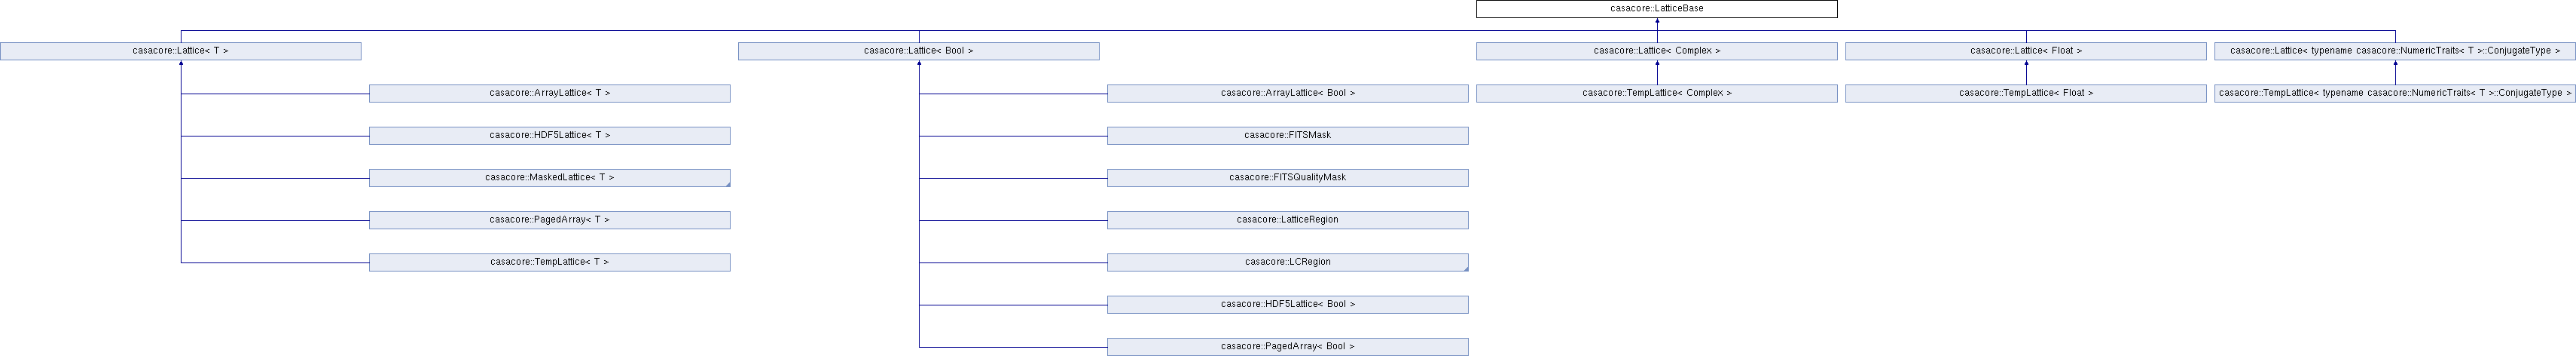 casacore::LatticeBase
casacore::Lattice< T >
casacore::Lattice< Bool >
casacore::Lattice< Complex >
casacore::Lattice< Float >
casacore::Lattice< typename casacore::NumericTraits< T >::ConjugateType >
casacore::ArrayLattice< T >
casacore::ArrayLattice< Bool >
casacore::TempLattice< Complex >
casacore::TempLattice< Float >
casacore::TempLattice< typename casacore::NumericTraits< T >::ConjugateType >
casacore::HDF5Lattice< T >
casacore::FITSMask
casacore::MaskedLattice< T >
casacore::FITSQualityMask
casacore::PagedArray< T >
casacore::LatticeRegion
casacore::TempLattice< T >
casacore::LCRegion
casacore::HDF5Lattice< Bool >
casacore::PagedArray< Bool >